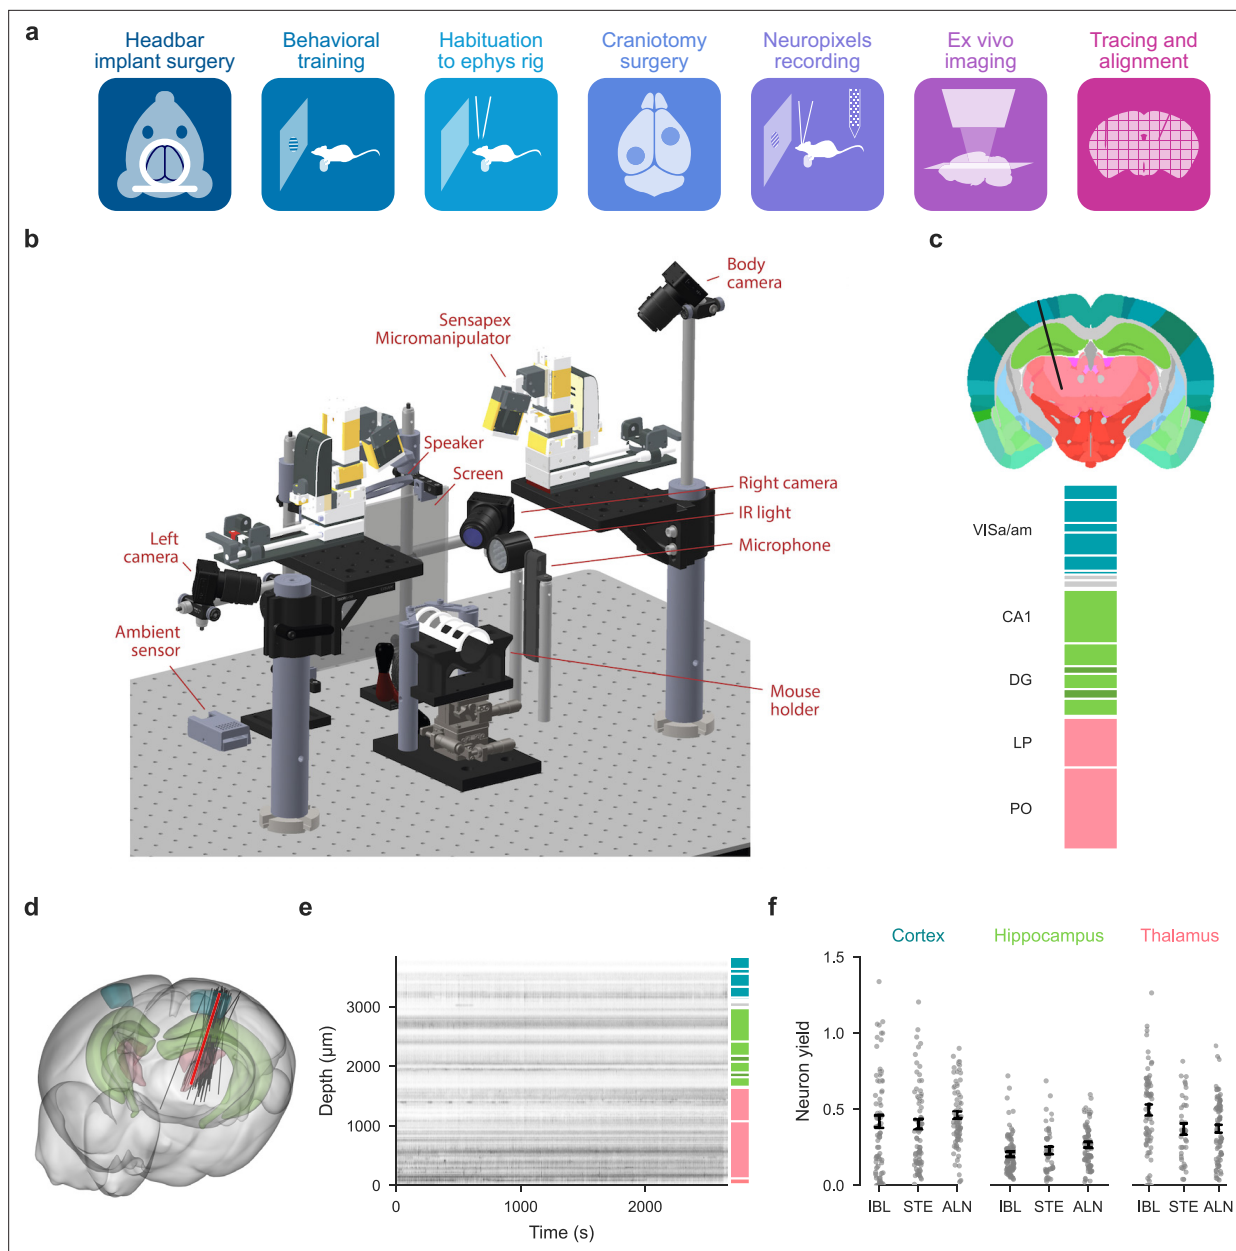 a
Headbar
implant surgery
Behavioral
training
Habituation
to ephys rig
Craniotomy
surgery
Neuropixels
recording
Ex vivo
imaging
Tracing and
alignment
b
Body
camera
Sensapex
Micromanipulator
Speaker
Screen
Right camera
IR light
Microphone
Left
camera
Ambient
sensor
Mouse
holder
c
VISa/am
CA1
DG
LP
PO
d
e
Depth (µm)
3000
2000
1000
0
0
1000
2000
Time (s)
f
Cortex
Hippocampus
Thalamus
Neuron yield
1.5
1.0
0.5
0.0
IBL STE ALN
IBL STE ALN
IBL STE ALN